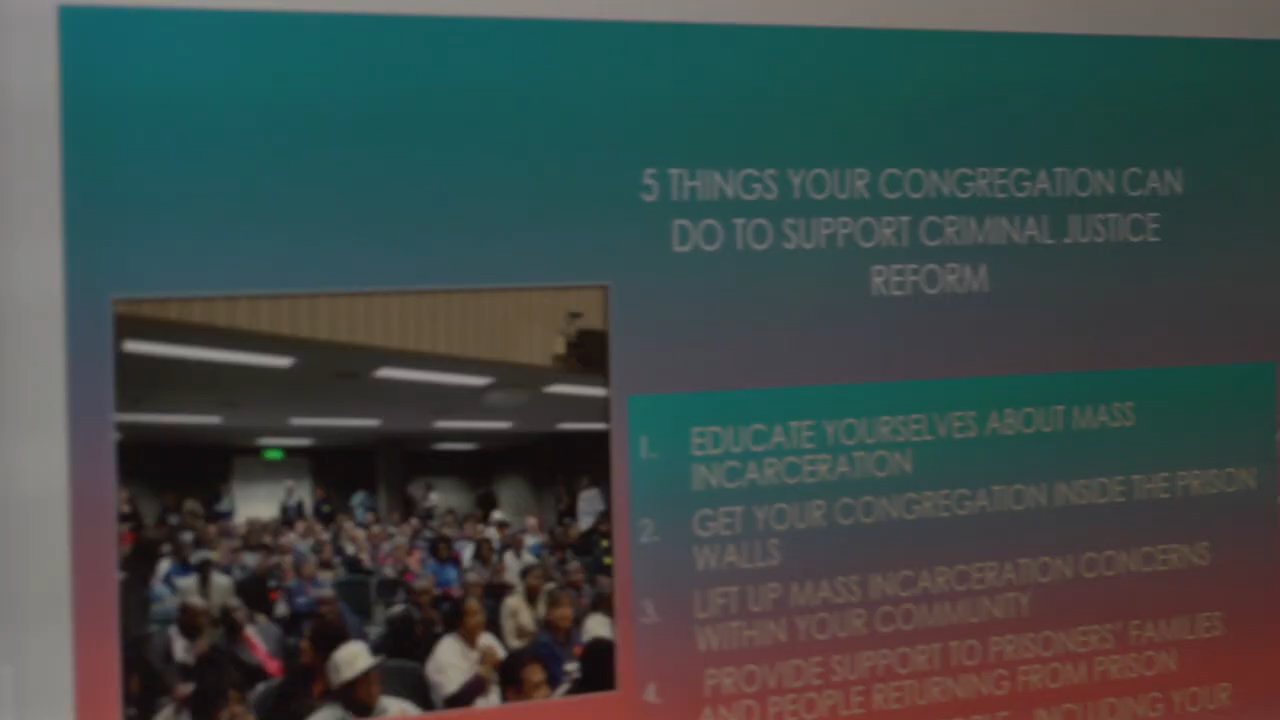 5 THINGS YOUR CONGREGATION CAN
DO TO SUPPORT CRIMINAL JUSTICE
REFORM
1. EDUCATE YOURSELVES ABOUT MASS
INCARCERATION
2. GET YOUR CONGREGATION INSIDE THE PRISON
WALLS
3. LIFT UP MASS INCARCERATION CONCERNS
WITHIN YOUR COMMUNITY
4. PROVIDE SUPPORT TO PRISONERS' FAMILIES
AND PEOPLE RETURNING FROM PRISON
INCLUDING YOUR